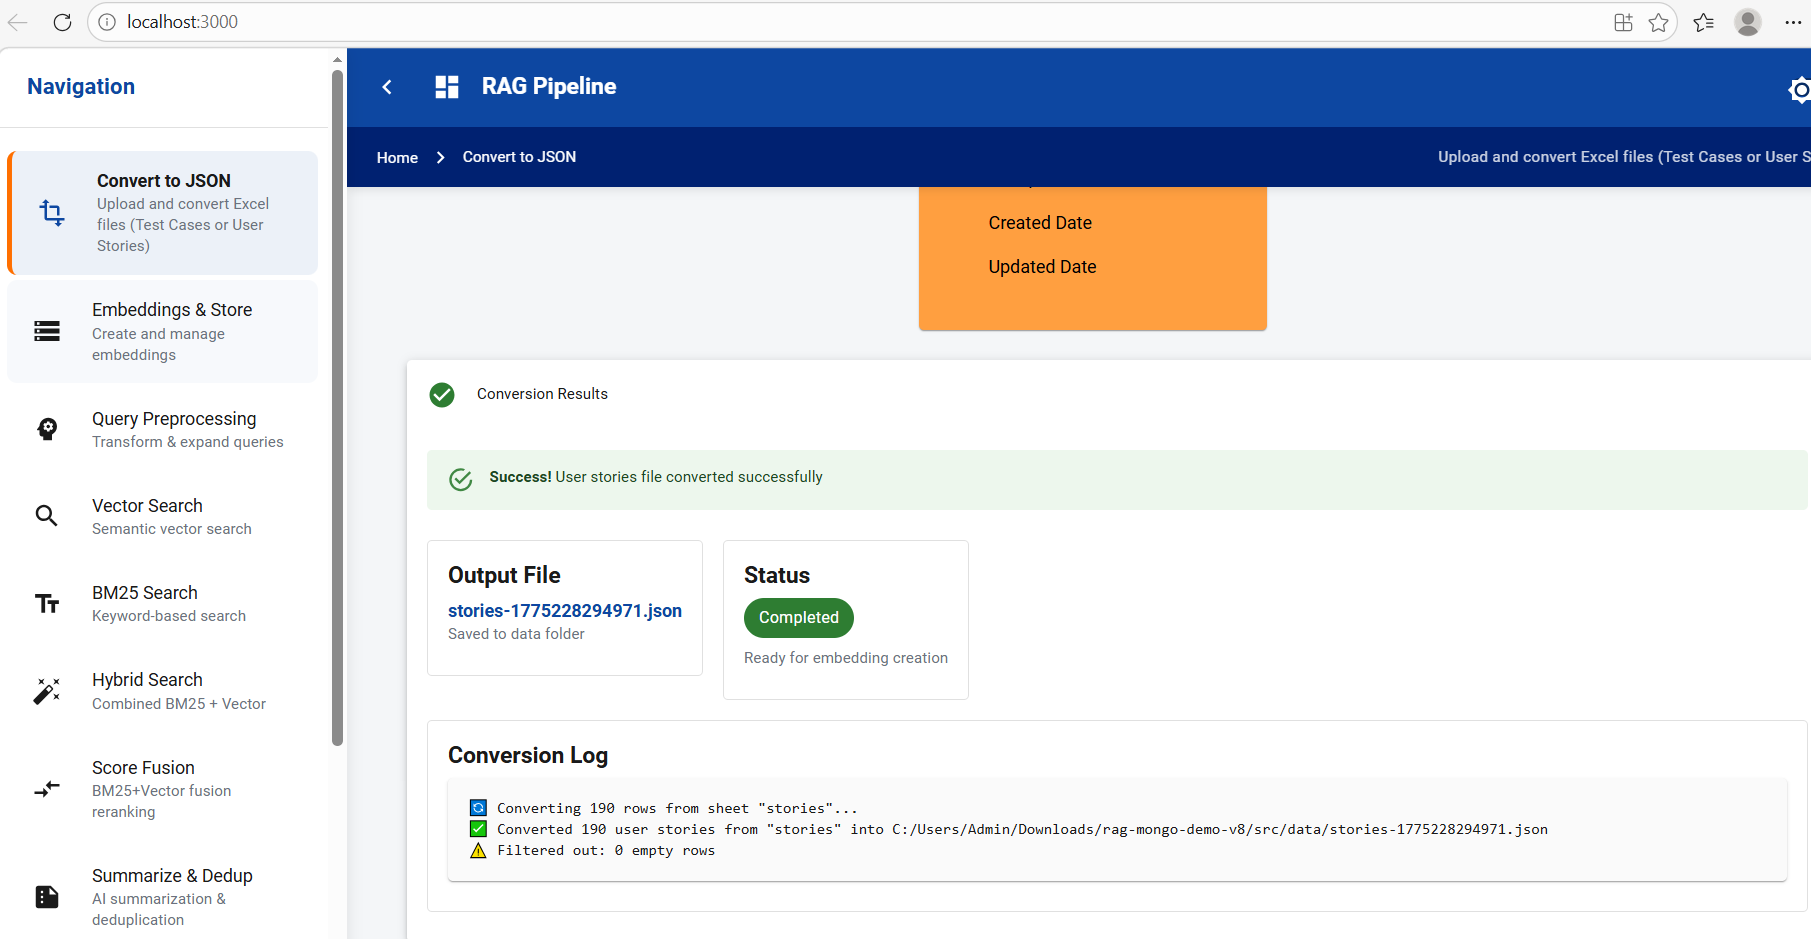 localhost:3000
Navigation
Convert to JSON
Upload and convert Excel
files (Test Cases or User
Stories)
Embeddings & Store
Create and manage
embeddings
Query Preprocessing
Transform & expand queries
Vector Search
Semantic vector search
BM25 Search
Keyword-based search
Hybrid Search
Combined BM25 + Vector
Score Fusion
BM25+Vector fusion
reranking
Summarize & Dedup
AI summarization &
deduplication
RAG Pipeline
Home
Convert to JSON
Upload and convert Excel files (Test Cases or User S
Created Date
Updated Date
Conversion Results
Success! User stories file converted successfully
Output File
stories-1775228294971.json
Saved to data folder
Status
Completed
Ready for embedding creation
Conversion Log
Converting 190 rows from sheet "stories"...
Converted 190 user stories from "stories" into C:/Users/Admin/Downloads/rag-mongo-demo-v8/src/data/stories-1775228294971.json
Filtered out: 0 empty rows